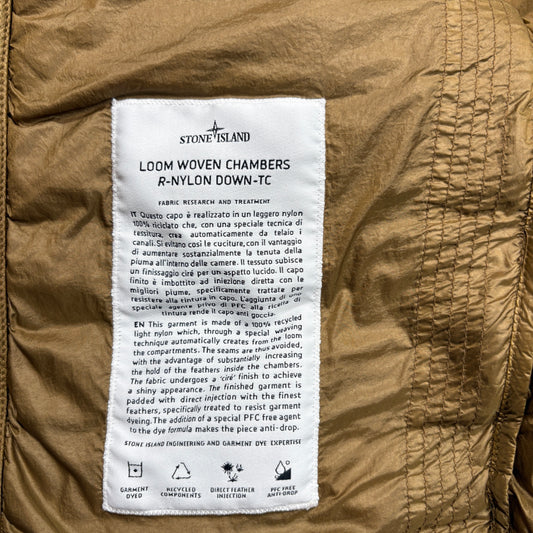 STONE ISLAND
LOOM WOVEN CHAMBERS
R-NYLON DOWN-TC
FABRIC RESEARCH AND TREATMENT
IT Questo capo è realizzato in un leggero nylon
100% riciclato che, con una speciale tecnica di
tessitura, crea automaticamente da telaio i
canali. Si evitano così le cuciture, con il vantaggio
di aumentare sostanzialmente la tenuta della
piuma all'interno delle camere. Il tessuto subisce
un finissaggio ciré per un aspetto lucido. Il capo
finito è imbottito ad iniezione diretta con le
migliori piume, specificamente trattate per
resistere alla tintura in capo. L'aggiunta di uno
speciale agente privo di PFC alla ricetta di
tintura rende il capo anti goccia.
EN This garment is made of a 100% recycled
light nylon which, through a special weaving
technique automatically creates from the loom
the compartments. The seams are thus avoided,
with the advantage of substantially increasing
the hold of the feathers inside the chambers.
The fabric undergoes a 'ciré' finish to achieve
a shiny appearance. The finished garment is
padded with direct injection with the finest
feathers, specifically treated to resist garment
dyeing. The addition of a special PFC free agent
to the dye formula makes the piece anti-drop.
STONE ISLAND ENGINEERING AND GARMENT DYE EXPERTISE
GARMENT DYED
RECYCLED COMPONENTS
DIRECT FEATHER INJECTION
PFC FREE ANTI-DROP